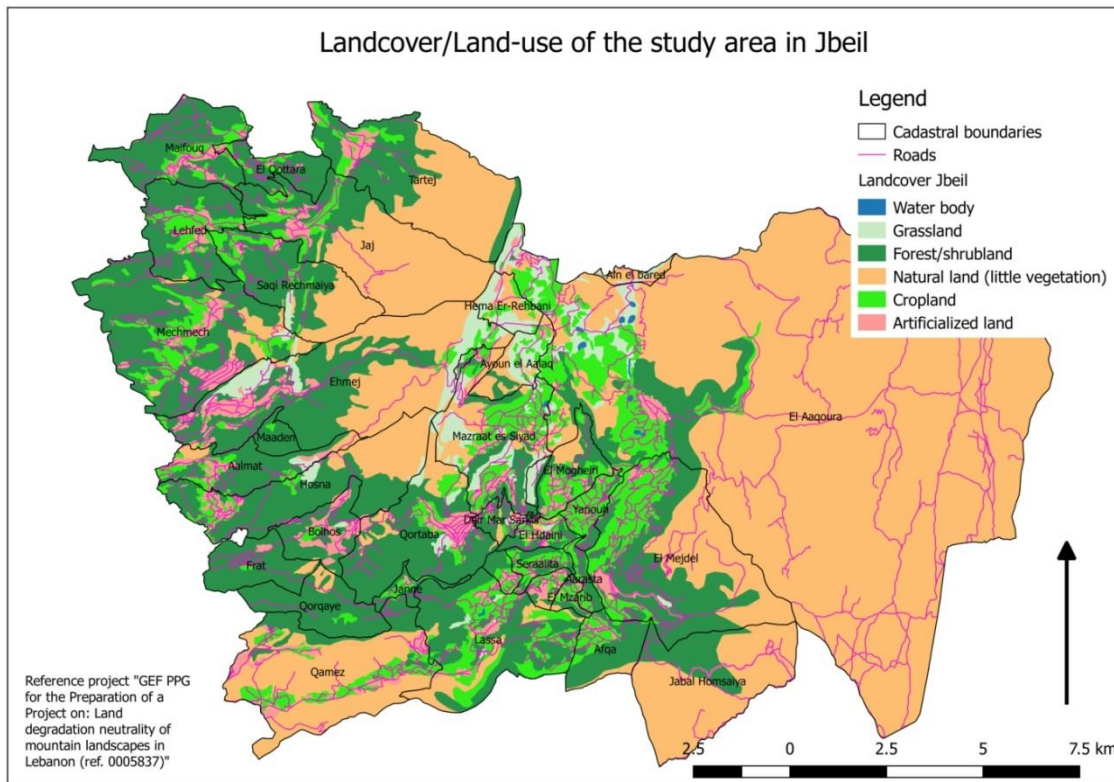 Landcover/Land-use of the study area in Jbeil
Legend
Cadastral boundaries
Roads
Landcover Jbeil
Water body
Grassland
Forest/shrubland
Natural land (little vegetation)
Cropland
Artificialized land
Maifouq
El Qottara
Tartej
Lehfed
Jaj
Saqi Rechmaiya
Ain el bared
Hema Er-Rehbani
Mechmech
Ayoun el Aalaq
Ehmej
El Aaqoura
Maaden
Mazraat es Siyad
Aalmat
El Mogheiri
Hosna
Yanouh
Bolhos
Qortaba
Deir Mar Sarkis
El Hdaini
Frat
Seraaiita
El Mejdel
Janne
Aarasta
Qorqaye
El Mzarib
Lassa
Afqa
Qamez
Jabal Homsaiya
Reference project "GEF PPG
for the Preparation of a
Project on: Land
degradation neutrality of
mountain landscapes in
Lebanon (ref. 0005837)"
2.5 0 2.5 5 7.5 km